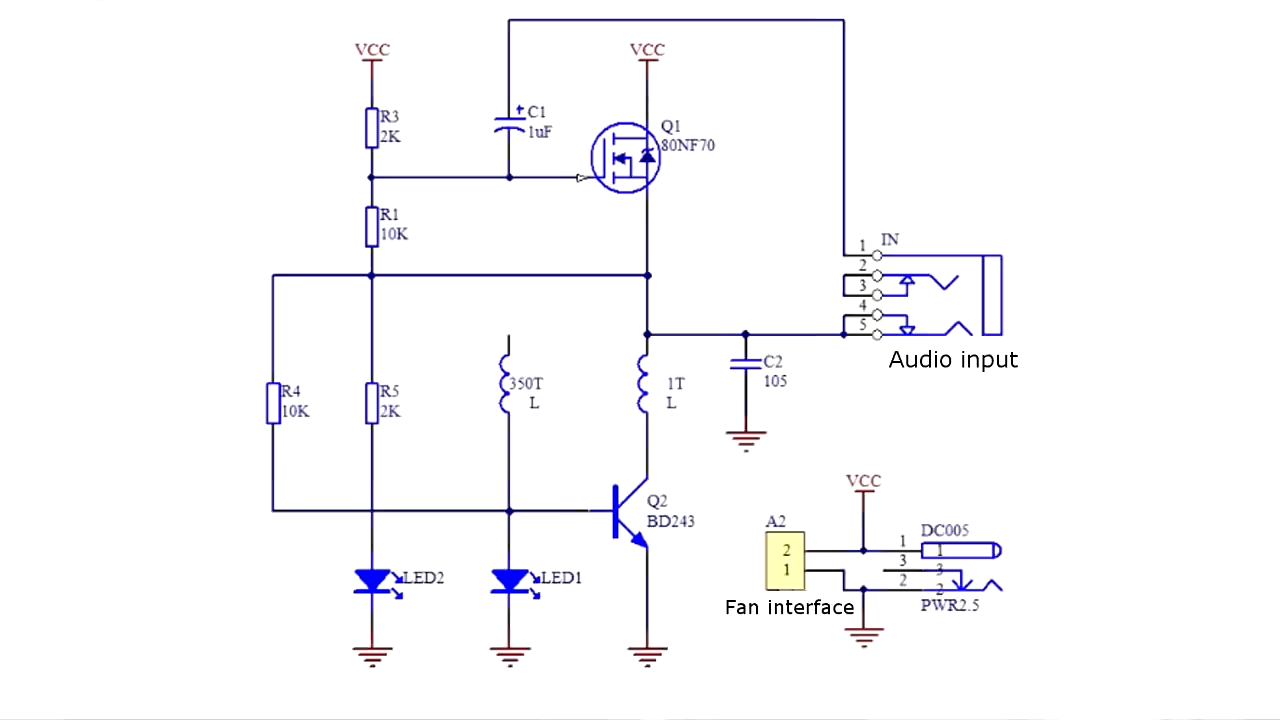 VCC
VCC
R3
2K
C1
1uF
Q1
80NF70
R1
10K
IN
1
2
3
4
5
Audio input
C2
105
350T
L
1T
L
R4
10K
R5
2K
Q2
BD243
LED2
LED1
VCC
A2
2
1
Fan interface
DC005
1
1
3
3
2
2
PWR2.5